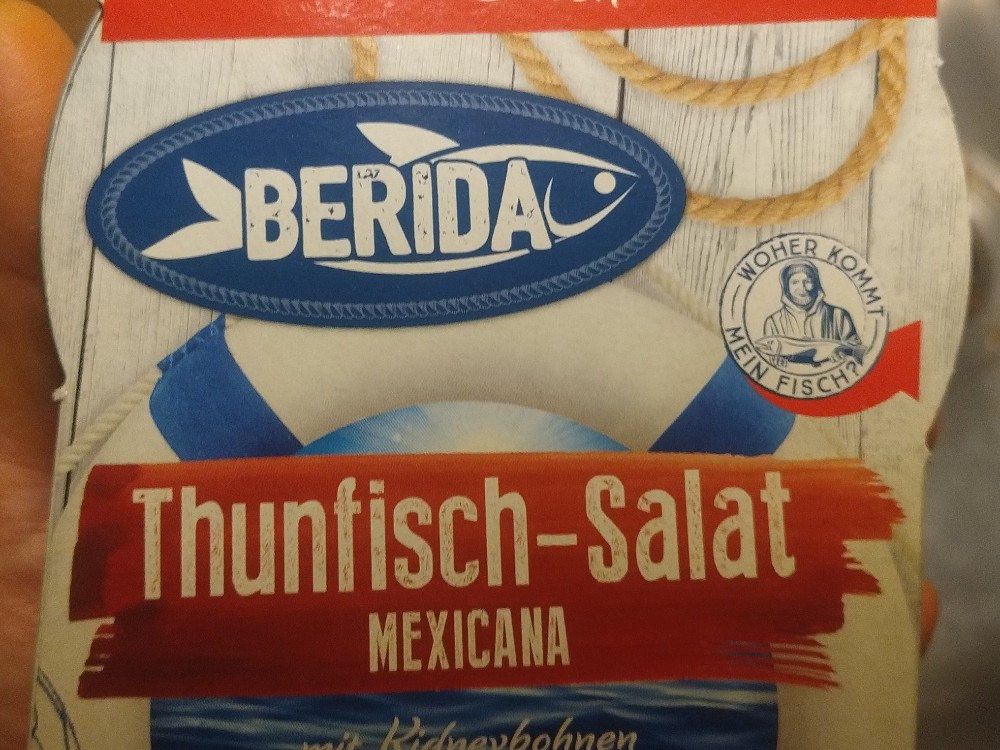 BERIDA
WOHER KOMMT
MEIN FISCH?
Thunfisch-Salat
MEXICANA
mit Kidneybohnen